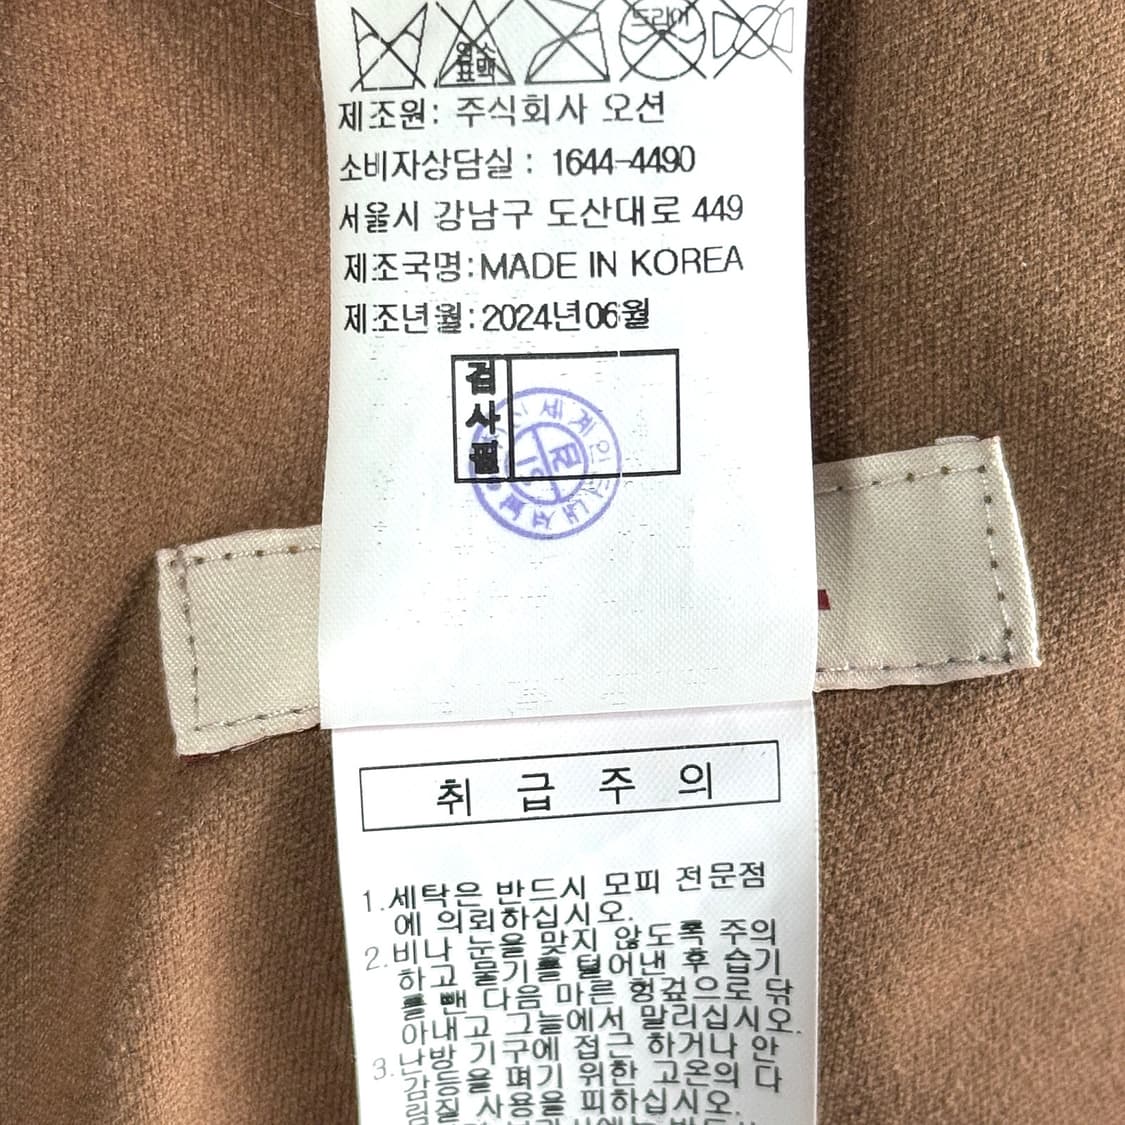 염소
표백
드라이
제조원: 주식회사 오션
소비자상담실 : 1644-4490
서울시 강남구 도산대로 449
제조국명:MADE IN KOREA
제조년월:2024년06월
검사필
취 급 주 의
1.세탁은 반드시 모피 전문점
에 의뢰하십시오.
2.비나 눈을 맞지 않도록 주의
하고 물기를 털어낸 후 습기
를 뺀 다음 마른 헝겊으로 닦
아내고 그늘에서 말리십시오.
3.난방 기구에 접근 하거나 안
감등을 펴기 위한 고온의 다
림질 사용을 피하십시오.